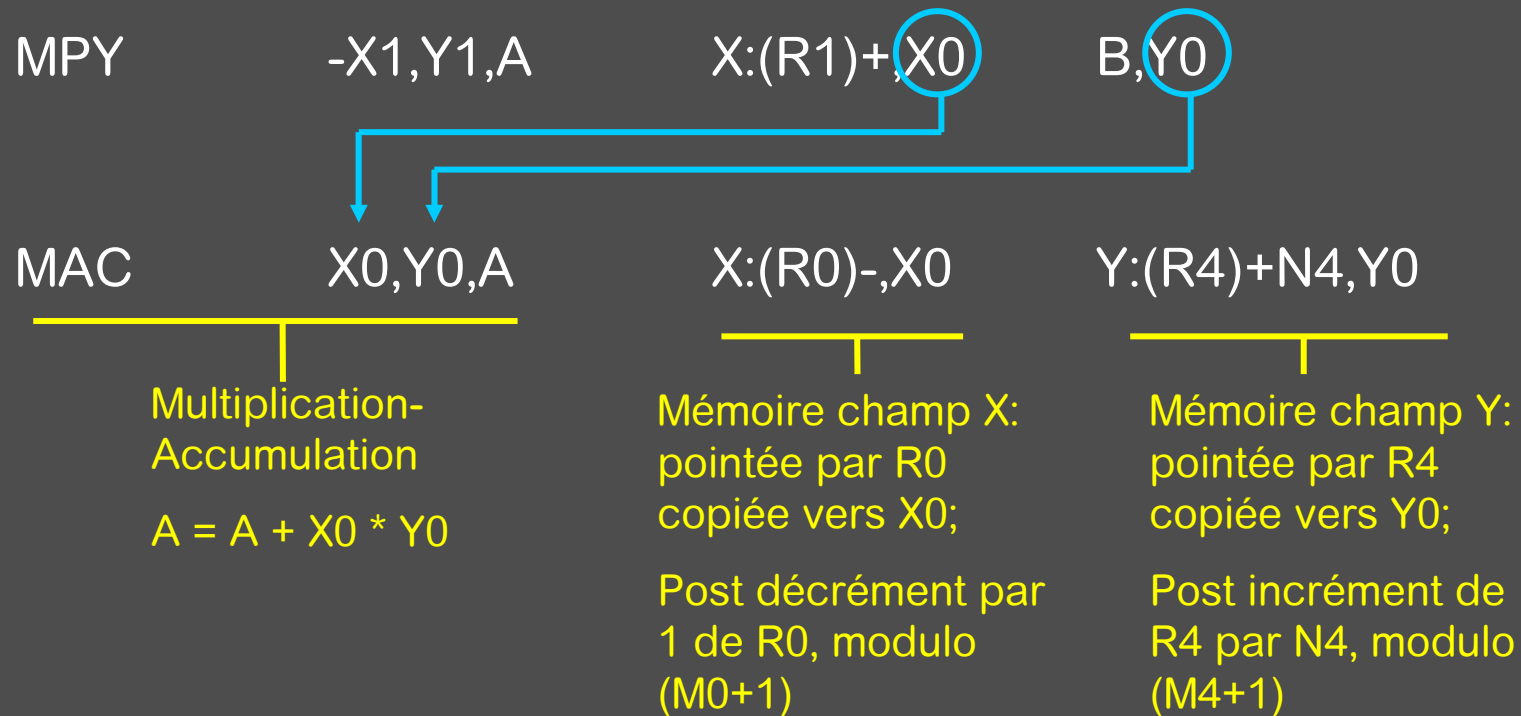 MPY -X1,Y1,A X:(R1)+,X0 B,Y0
MAC X0,Y0,A X:(R0)-,X0 Y:(R4)+N4,Y0
Multiplication-
Accumulation
A = A + X0 * Y0
Mémoire champ X:
pointée par R0
copiée vers X0;
Post décrément par
1 de R0, modulo
(M0+1)
Mémoire champ Y:
pointée par R4
copiée vers Y0;
Post incrément de
R4 par N4, modulo
(M4+1)